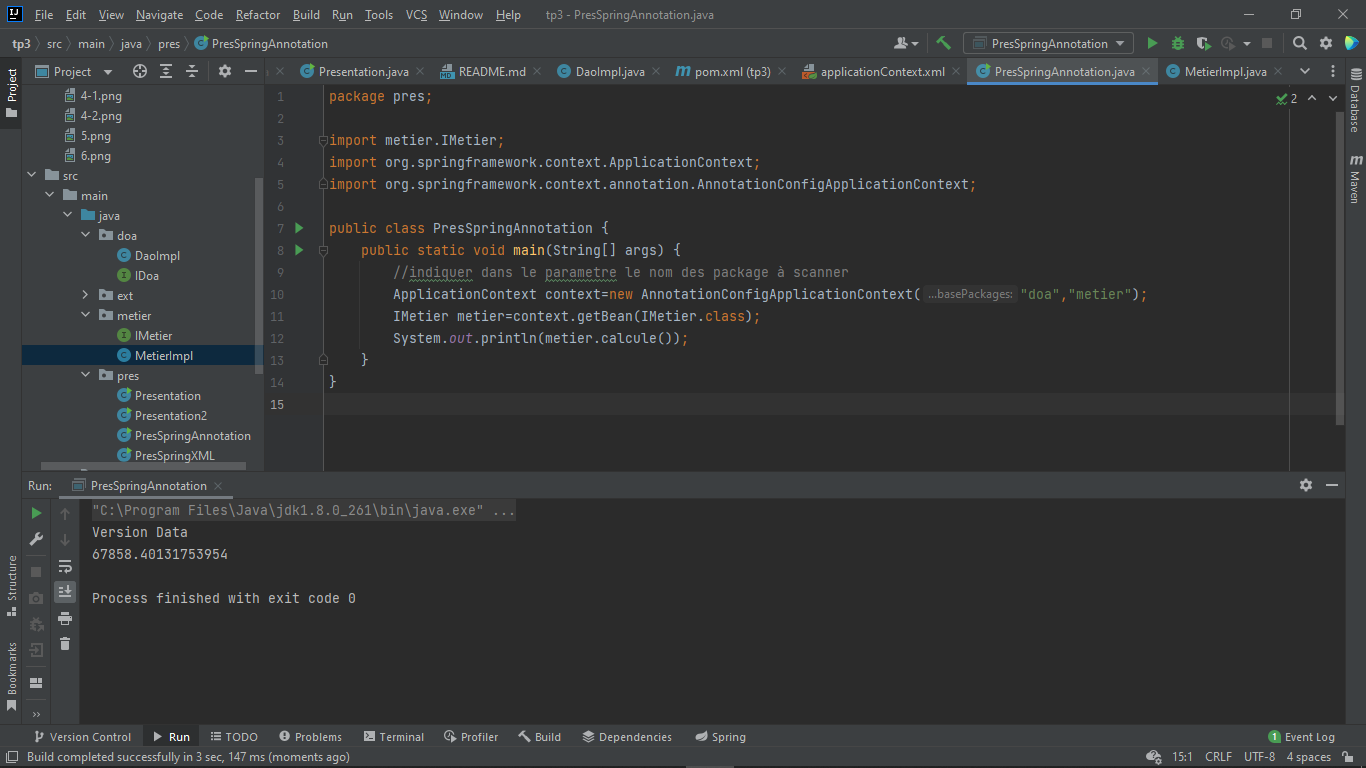 File Edit View Navigate Code Refactor Build Run Tools VCS Window Help tp3 - PresSpringAnnotation.java
tp3 src main java pres PresSpringAnnotation
PresSpringAnnotation
Project
Presentation.java README.md DaoImpl.java pom.xml (tp3) applicationContext.xml PresSpringAnnotation.java MetierImpl.java
4-1.png
4-2.png
5.png
6.png
src
main
java
doa
DaoImpl
IDoa
ext
metier
IMetier
MetierImpl
pres
Presentation
Presentation2
PresSpringAnnotation
PresSpringXML
2
1 package pres;
2
3 import metier.IMetier;
4 import org.springframework.context.ApplicationContext;
5 import org.springframework.context.annotation.AnnotationConfigApplicationContext;
6
7 public class PresSpringAnnotation {
8 public static void main(String[] args) {
9 //indiquer dans le parametre le nom des package à scanner
10 ApplicationContext context=new AnnotationConfigApplicationContext( ...basePackages: "doa","metier");
11 IMetier metier=context.getBean(IMetier.class);
12 System.out.println(metier.calcule());
13 }
14 }
15
Project
Structure
Bookmarks
Database
Maven
Run: PresSpringAnnotation
"C:\Program Files\Java\jdk1.8.0_261\bin\java.exe" ...
Version Data
67858.40131753954
Process finished with exit code 0
Version Control Run TODO Problems Terminal Profiler Build Dependencies Spring 1 Event Log
Build completed successfully in 3 sec, 147 ms (moments ago) 15:1 CRLF UTF-8 4 spaces